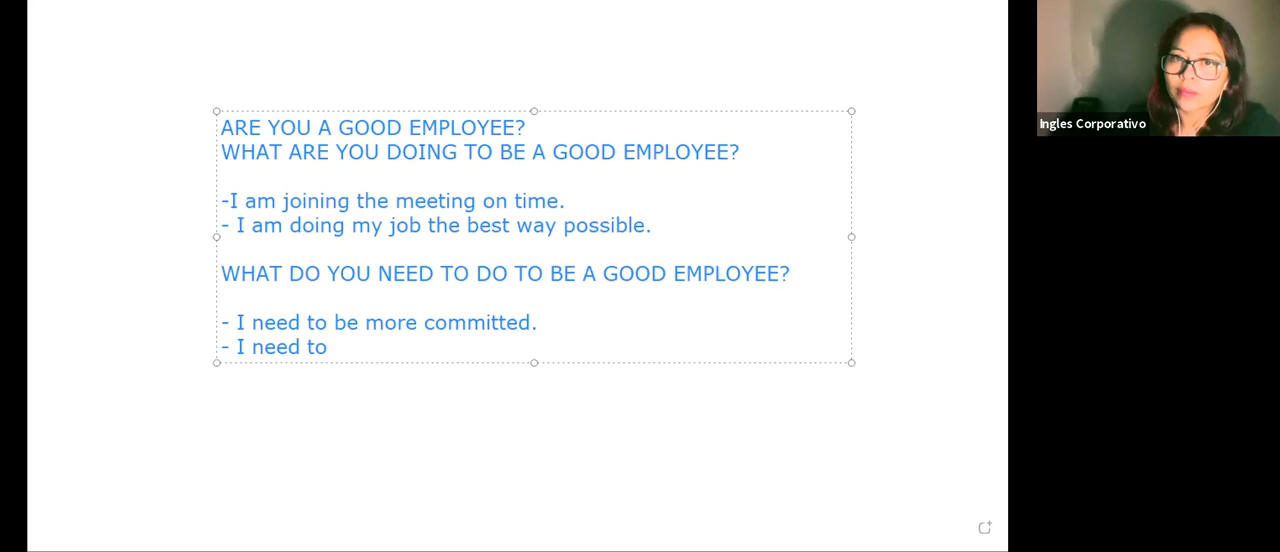 ARE YOU A GOOD EMPLOYEE?
WHAT ARE YOU DOING TO BE A GOOD EMPLOYEE?
-I am joining the meeting on time.
- I am doing my job the best way possible.
WHAT DO YOU NEED TO DO TO BE A GOOD EMPLOYEE?
- I need to be more committed.
- I need to
Ingles Corporativo